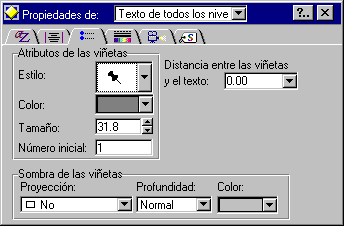 Propiedades de: Texto de todos los nive
?..
Atributos de las viñetas
Estilo:
Color:
Tamaño: 31.8
Número inicial: 1
Distancia entre las viñetas
y el texto: 0.00
Sombra de las viñetas
Proyección: Profundidad: Color:
No Normal